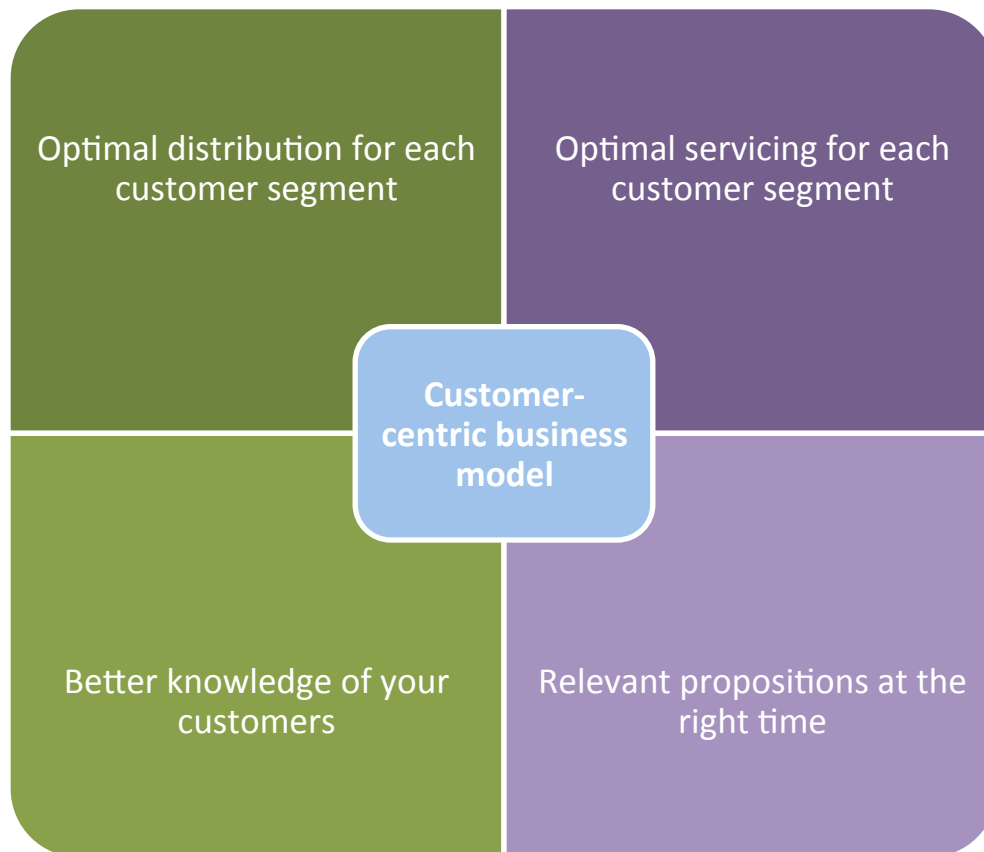 Optimal distribution for each
customer segment
Optimal servicing for each
customer segment
Customer-
centric business
model
Better knowledge of your
customers
Relevant propositions at the
right time